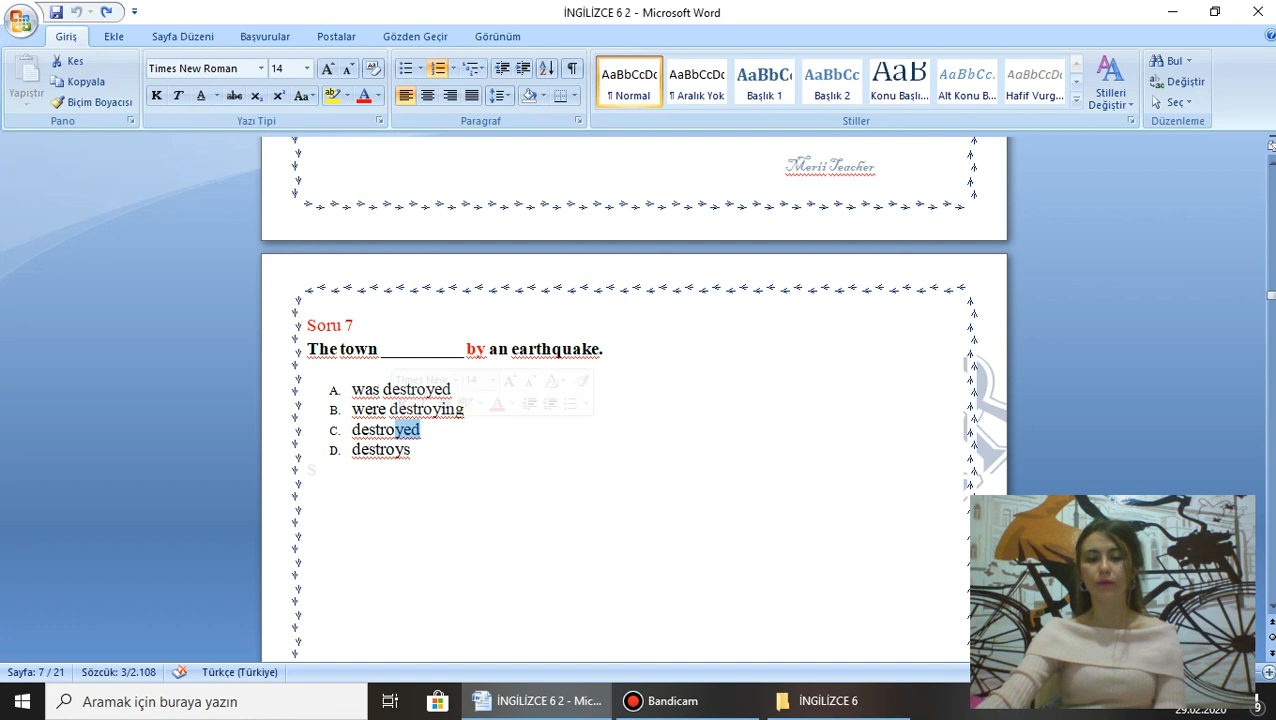 İNGİLİZCE 6 2 - Microsoft Word
Giriş Ekle Sayfa Düzeni Başvurular Postalar Gözden Geçir Görünüm
Yapıştır
Kes
Kopyala
Biçim Boyacısı
Pano
Times New Roman 14
Yazı Tipi
Paragraf
AaBbCcDc
¶ Normal
AaBbCcDc
¶ Aralık Yok
AaBbCc
Başlık 1
AaBbCc
Başlık 2
AaB
Konu Başlı...
AaBbCc.
Alt Konu B...
AaBbCcDc
Hafif Vurg...
Stilleri
Değiştir
Stiller
Bul
Değiştir
Seç
Düzenleme
Merii Teacher
Soru 7
The town __________ by an earthquake.
Times New 14
A. was destroyed
B. were destroying
C. destroyed
D. destroys
S
Sayfa: 7 / 21 Sözcük: 3/2.108 Türkçe (Türkiye)
Aramak için buraya yazın
İNGİLİZCE 6 2 - Mic...
Bandicam
İNGİLİZCE 6
29.02.2020